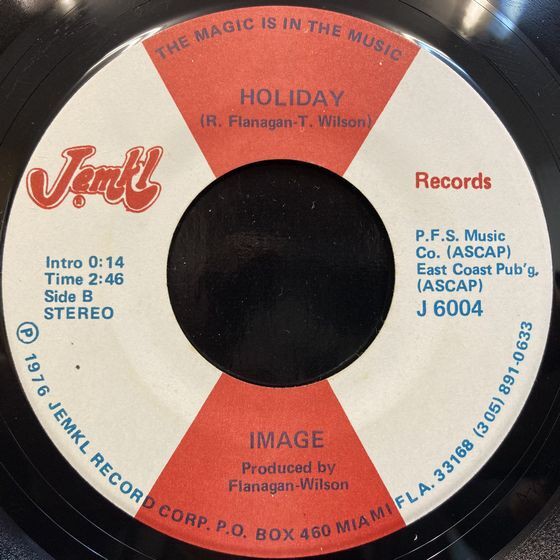 THE MAGIC IS IN THE MUSIC
HOLIDAY
(R. Flanagan-T. Wilson)
Jemkl
®
Records
Intro 0:14
Time 2:46
Side B
STEREO
P.F.S. Music
Co. (ASCAP)
East Coast Pub'g.
(ASCAP)
J 6004
IMAGE
Produced by
Flanagan-Wilson
℗ 1976 JEMKL RECORD CORP. P.O. BOX 460 MIAMI FLA. 33168 (305) 891-0633